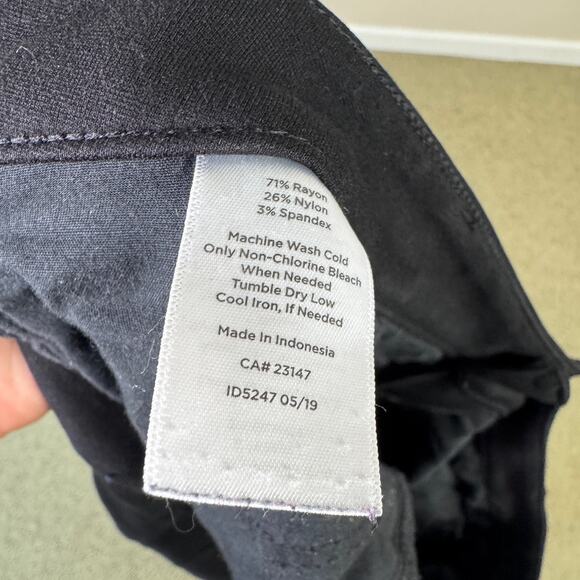 71% Rayon
26% Nylon
3% Spandex
Machine Wash Cold
Only Non-Chlorine Bleach
When Needed
Tumble Dry Low
Cool Iron, If Needed
Made In Indonesia
CA# 23147
ID5247 05/19